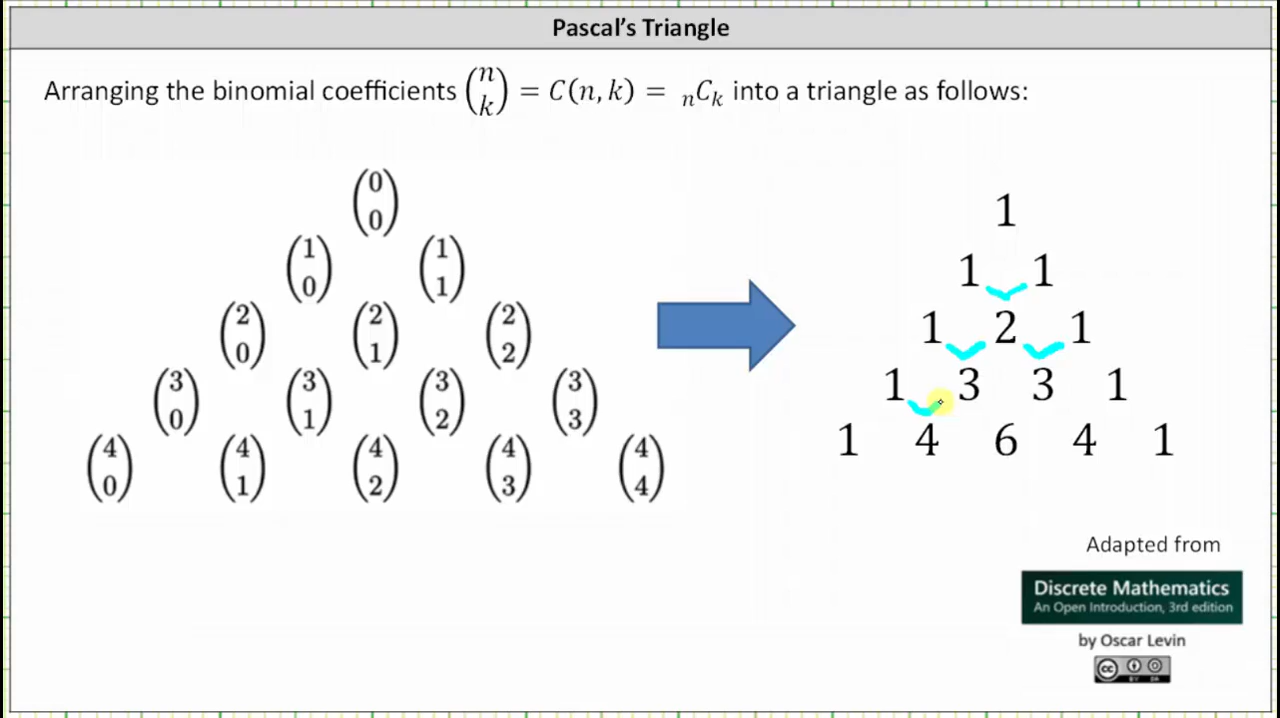 Pascal's Triangle
Arranging the binomial coefficients (n k) = C(n, k) = nCk into a triangle as follows:
(0 0)
(1 0) (1 1)
(2 0) (2 1) (2 2)
(3 0) (3 1) (3 2) (3 3)
(4 0) (4 1) (4 2) (4 3) (4 4)
1
1 1
1 2 1
1 3 3 1
1 4 6 4 1
Adapted from
Discrete Mathematics
An Open Introduction, 3rd edition
by Oscar Levin
cc
BY SA